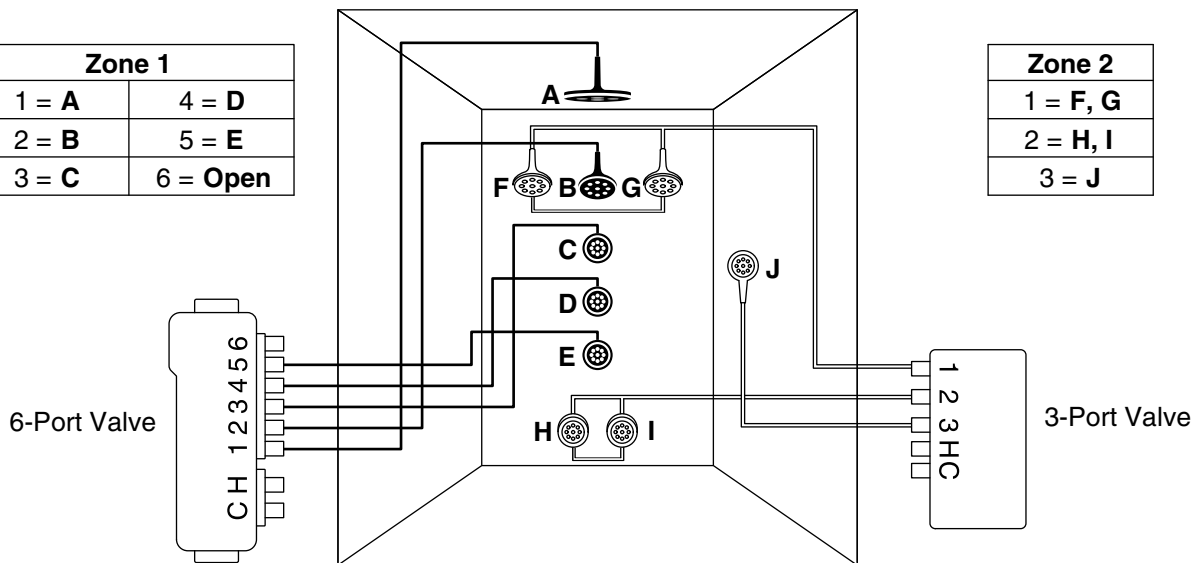 Zone 1
1 = A 4 = D
2 = B 5 = E
3 = C 6 = Open
Zone 2
1 = F, G
2 = H, I
3 = J
A
F B G
C
J
D
E
H I
6-Port Valve
6
5
4
3
2
1
H
C
3-Port Valve
1
2
3
H
C